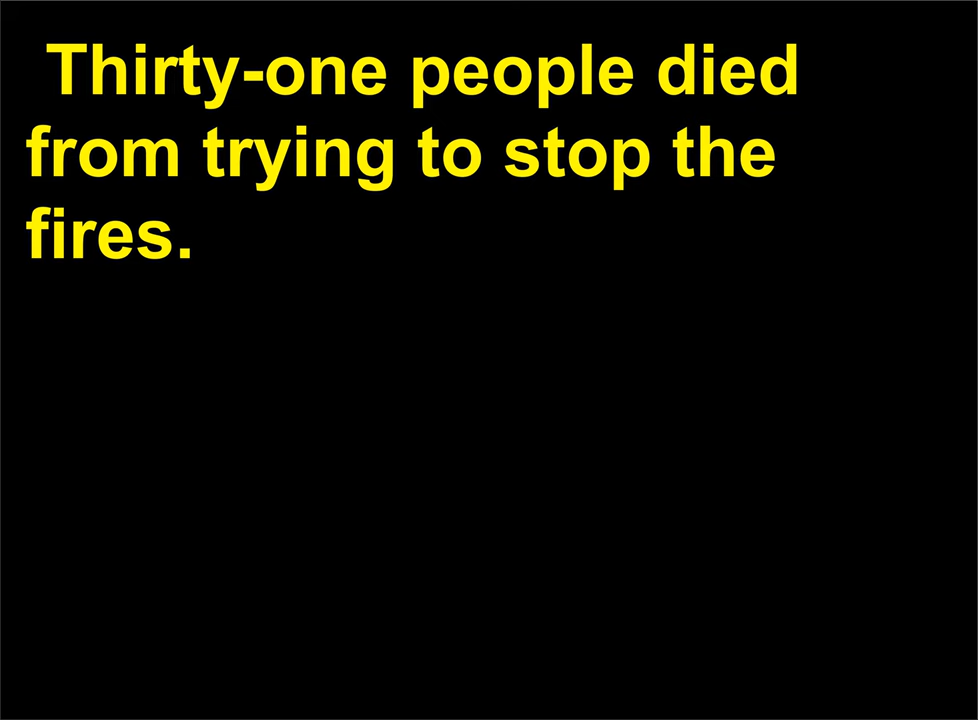 Thirty-one people died
from trying to stop the
fires.